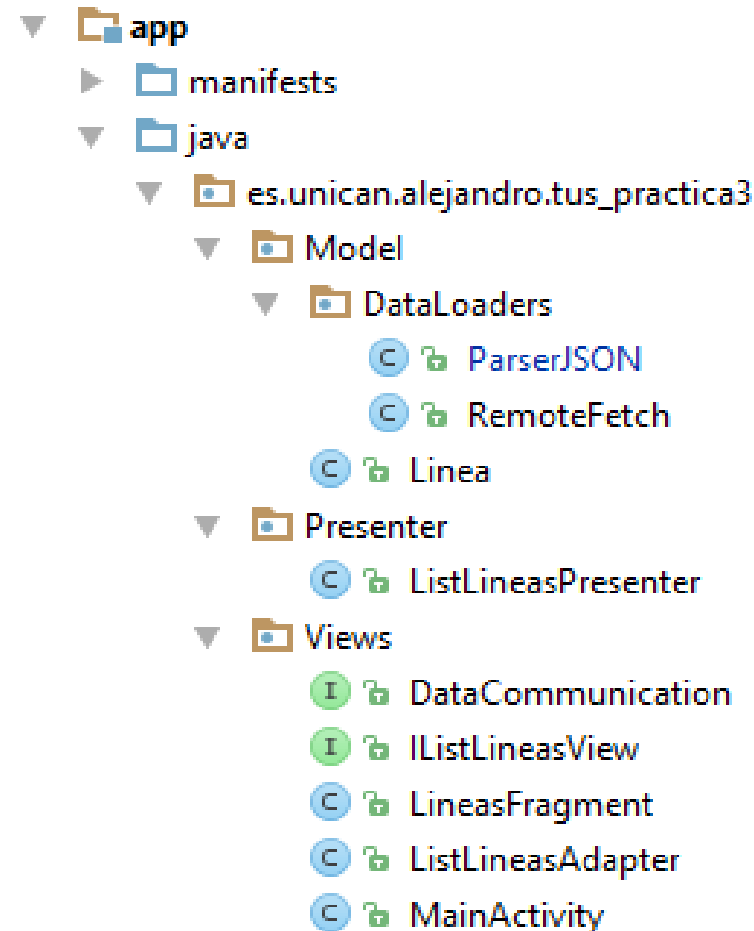 app
manifests
java
es.unican.alejandro.tus_practica3
Model
DataLoaders
C ParserJSON
C RemoteFetch
C Linea
Presenter
C ListLineasPresenter
Views
I DataCommunication
I IListLineasView
C LineasFragment
C ListLineasAdapter
C MainActivity